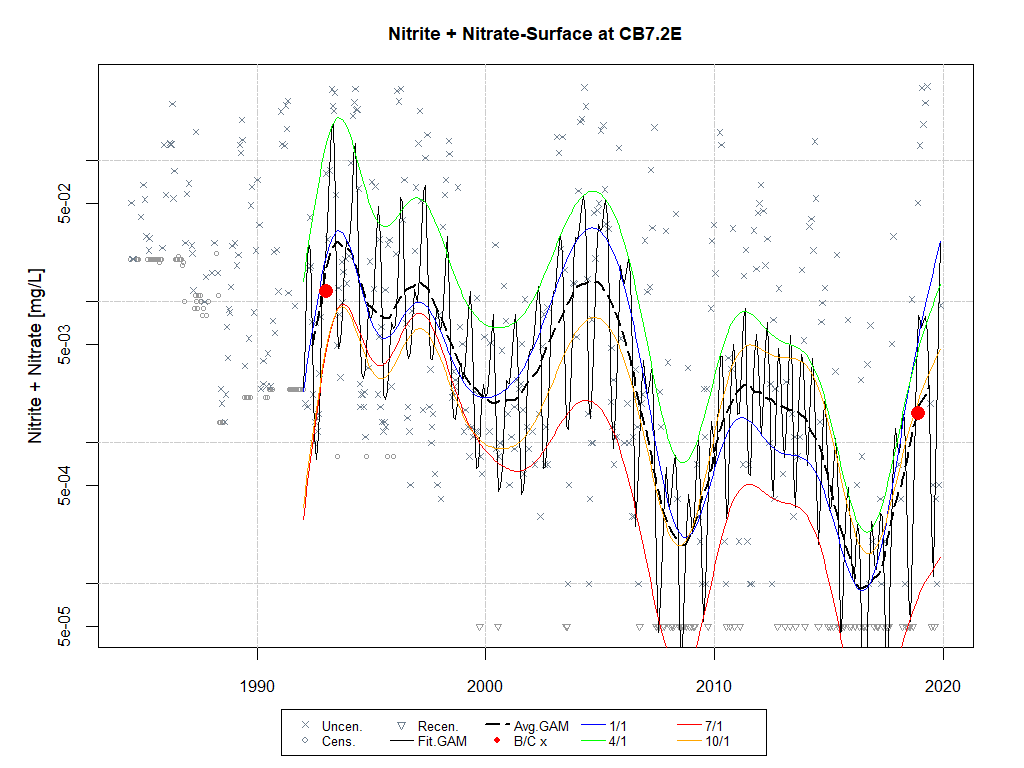 Nitrite + Nitrate-Surface at CB7.2E
Nitrite + Nitrate [mg/L]
5e-02
5e-03
5e-04
5e-05
1990 2000 2010 2020
Uncen. Recen. Avg.GAM 1/1 7/1
Cens. Fit.GAM B/C x 4/1 10/1